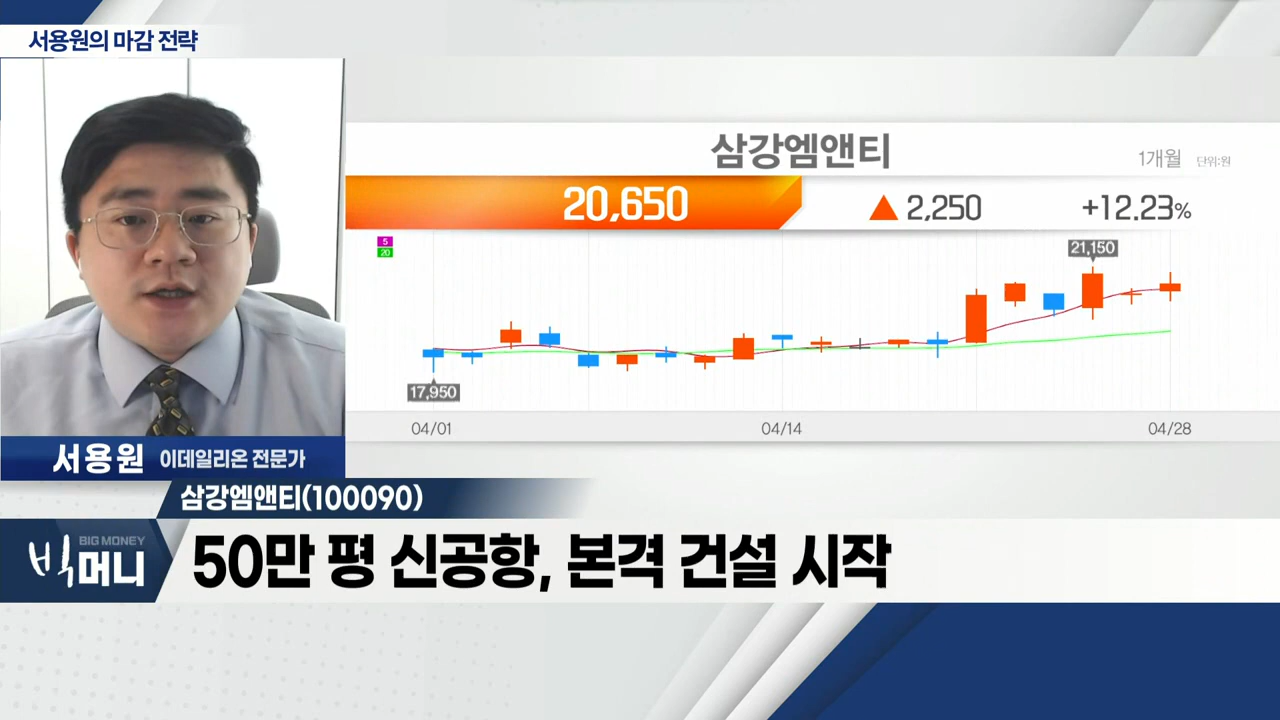 서용원의 마감 전략
삼강엠앤티
1개월 단위:원
20,650 ▲ 2,250 +12.23%
5
20
21,150
17,950
04/01 04/14 04/28
서용원 이데일리온 전문가
삼강엠앤티(100090)
BIG MONEY
빅머니
50만 평 신공항, 본격 건설 시작